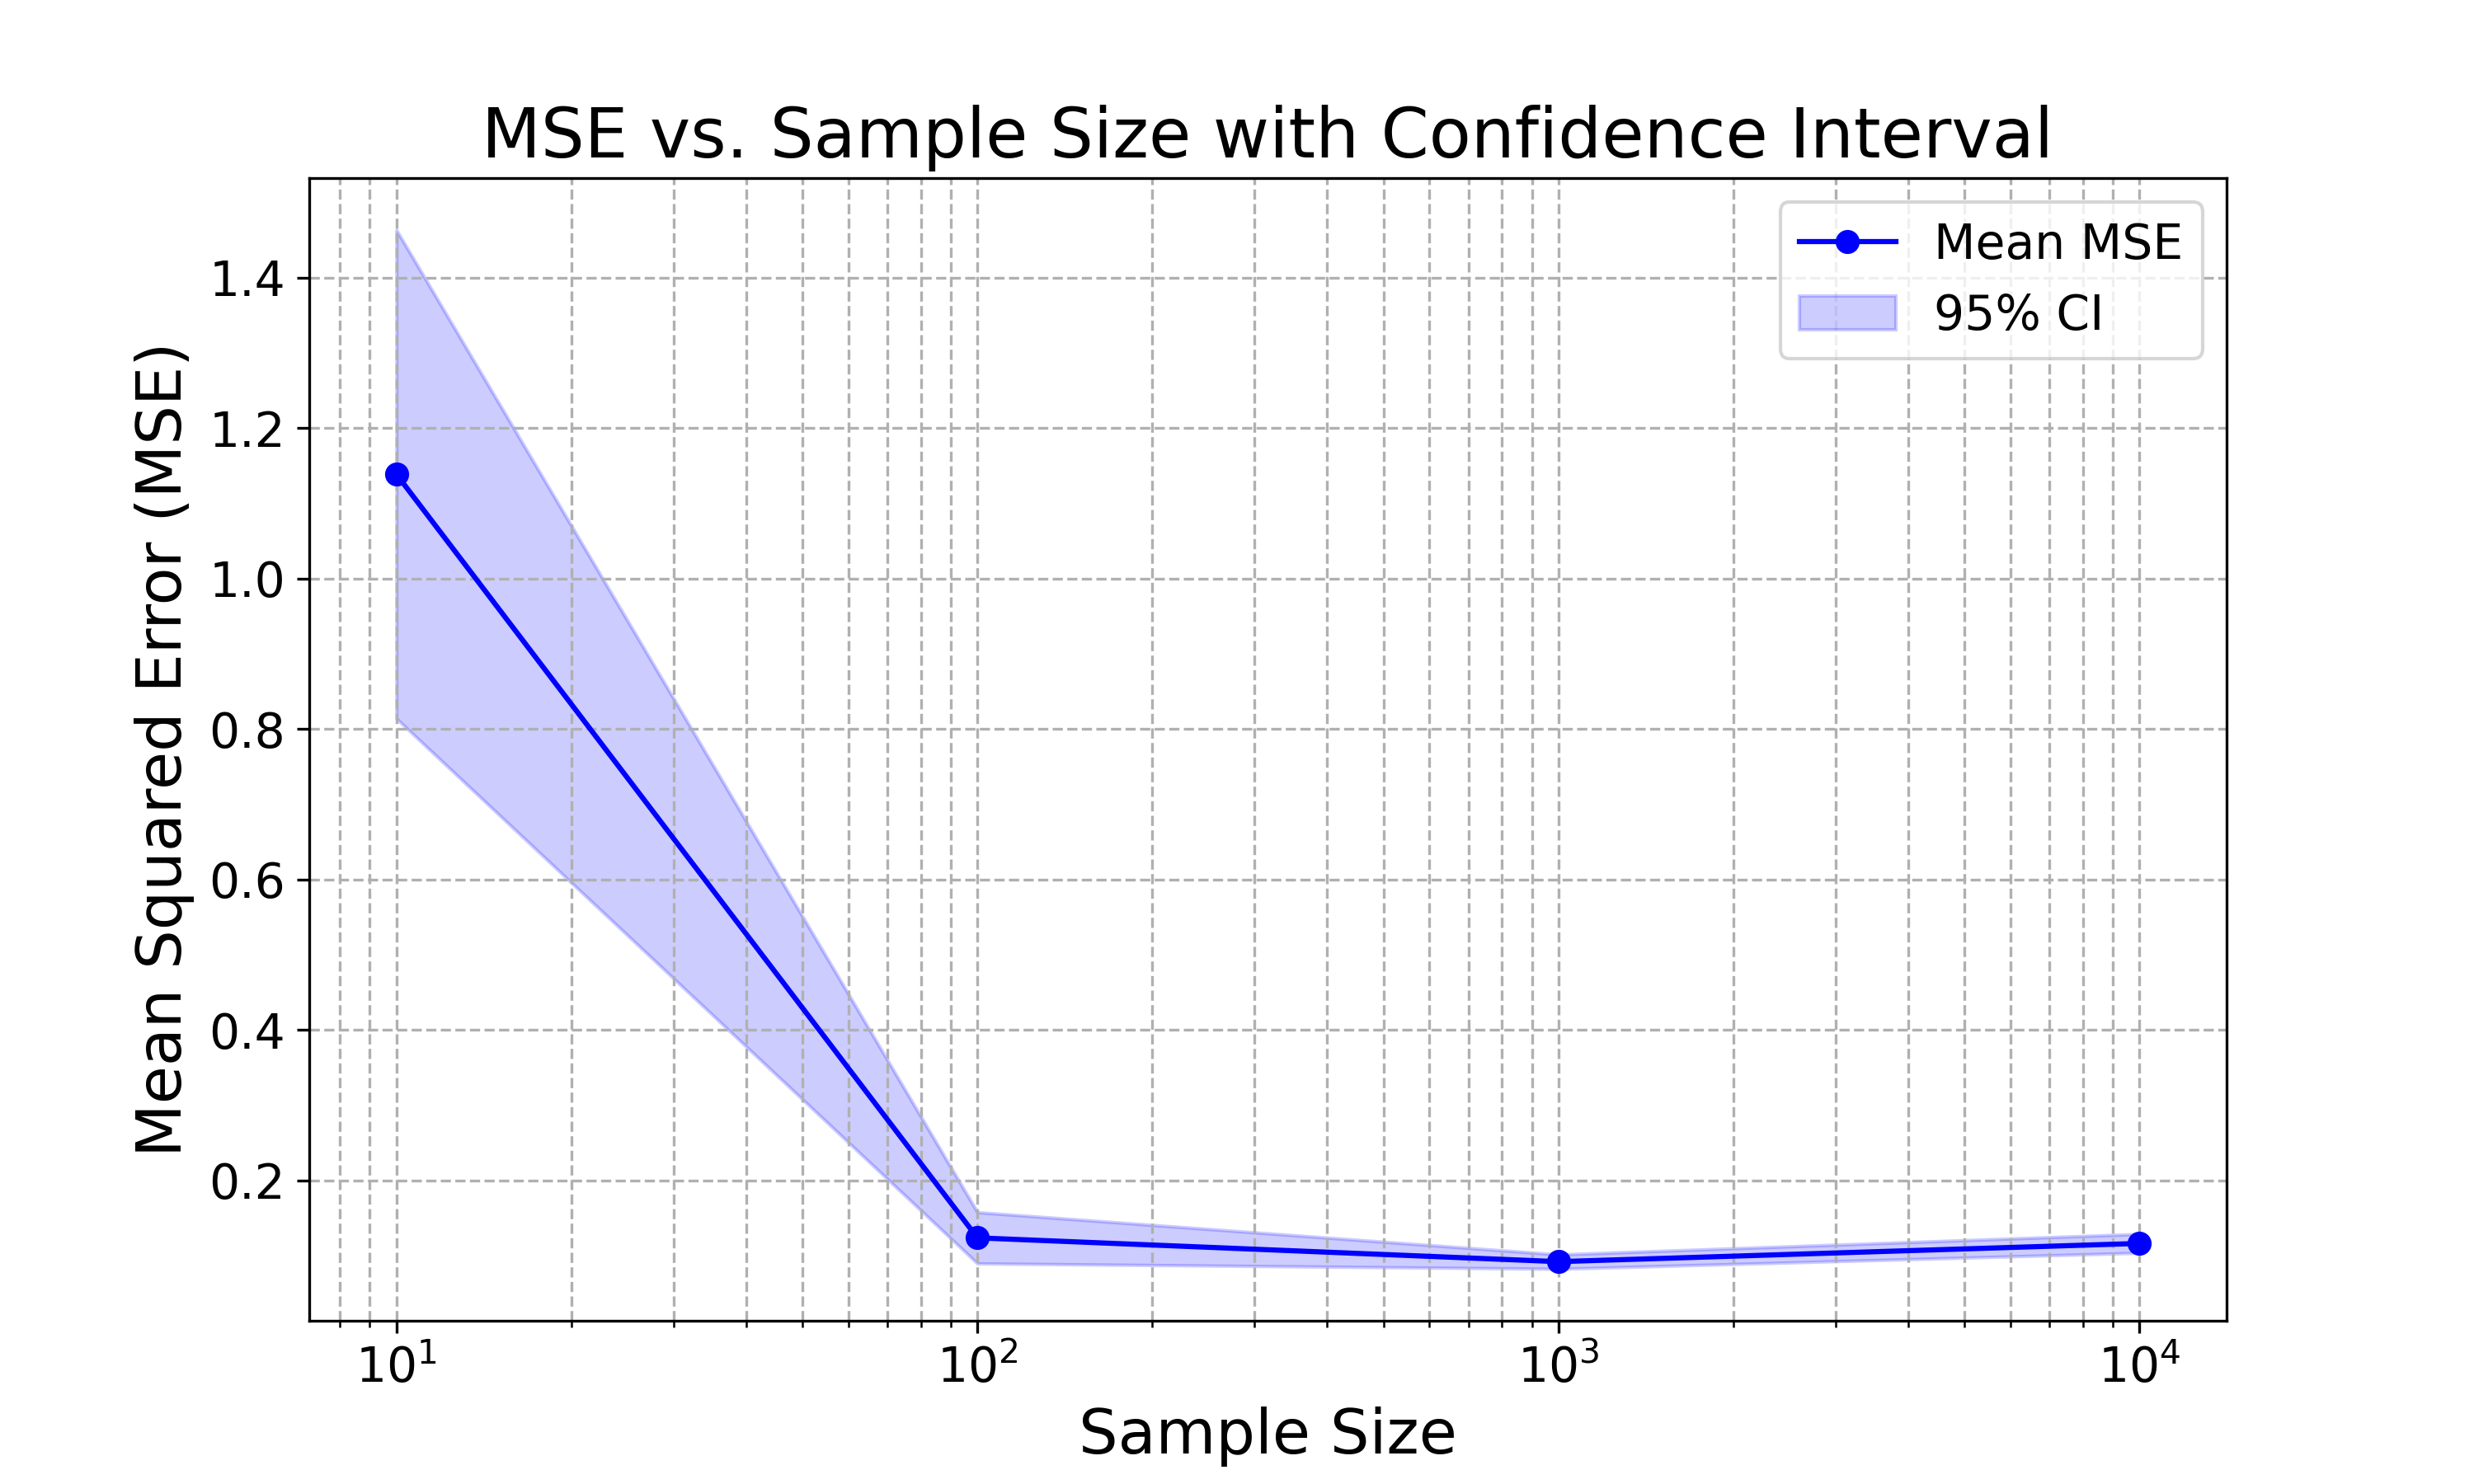 MSE vs. Sample Size with Confidence Interval
Mean MSE
95% CI
Mean Squared Error (MSE)
1.4
1.2
1.0
0.8
0.6
0.4
0.2
10¹
10²
10³
10⁴
Sample Size